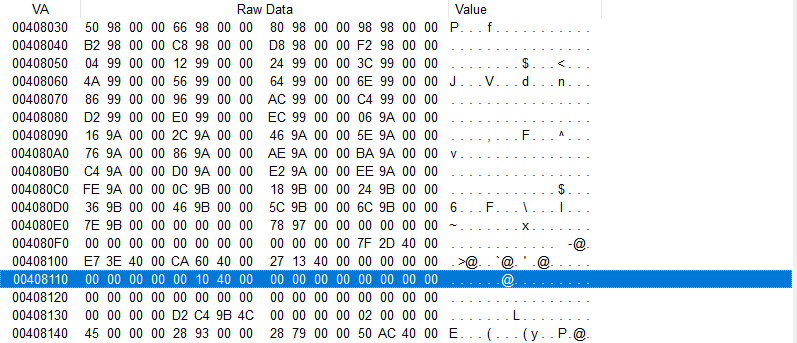 VA Raw Data Value
00408030 50 98 00 00 66 98 00 00 80 98 00 00 98 98 00 00 P . . . f . . . . . . . . . . .
00408040 B2 98 00 00 C8 98 00 00 D8 98 00 00 F2 98 00 00 . . . . . . . . . . . . . . . .
00408050 04 99 00 00 12 99 00 00 24 99 00 00 3C 99 00 00 . . . . . . . . $ . . . < . . .
00408060 4A 99 00 00 56 99 00 00 64 99 00 00 6E 99 00 00 J . . . V . . . d . . . n . . .
00408070 86 99 00 00 96 99 00 00 AC 99 00 00 C4 99 00 00 . . . . . . . . . . . . . . . .
00408080 D2 99 00 00 E0 99 00 00 EC 99 00 00 06 9A 00 00 . . . . . . . . . . . . . . . .
00408090 16 9A 00 00 2C 9A 00 00 46 9A 00 00 5E 9A 00 00 . . . . , . . . F . . . ^ . . .
004080A0 76 9A 00 00 86 9A 00 00 AE 9A 00 00 BA 9A 00 00 v . . . . . . . . . . . . . . .
004080B0 C4 9A 00 00 D0 9A 00 00 E2 9A 00 00 EE 9A 00 00 . . . . . . . . . . . . . . . .
004080C0 FE 9A 00 00 0C 9B 00 00 18 9B 00 00 24 9B 00 00 . . . . . . . . . . . . $ . . .
004080D0 36 9B 00 00 46 9B 00 00 5C 9B 00 00 6C 9B 00 00 6 . . . F . . . \ . . . l . . .
004080E0 7E 9B 00 00 00 00 00 00 78 97 00 00 00 00 00 00 ~ . . . . . . . x . . . . . . .
004080F0 00 00 00 00 00 00 00 00 00 00 00 00 7F 2D 40 00 . . . . . . . . . . . . . -@.
00408100 E7 3E 40 00 CA 60 40 00 27 13 40 00 00 00 00 00 . >@. . `@. ' . @. . . . .
00408110 00 00 00 00 00 10 40 00 00 00 00 00 00 00 00 00 . . . . . . @. . . . . . . . .
00408120 00 00 00 00 00 00 00 00 00 00 00 00 00 00 00 00 . . . . . . . . . . . . . . . .
00408130 00 00 00 00 D2 C4 9B 4C 00 00 00 00 02 00 00 00 . . . . . . . L . . . . . . . .
00408140 45 00 00 00 28 93 00 00 28 79 00 00 50 AC 40 00 E . . . ( . . . ( y . . P . @.